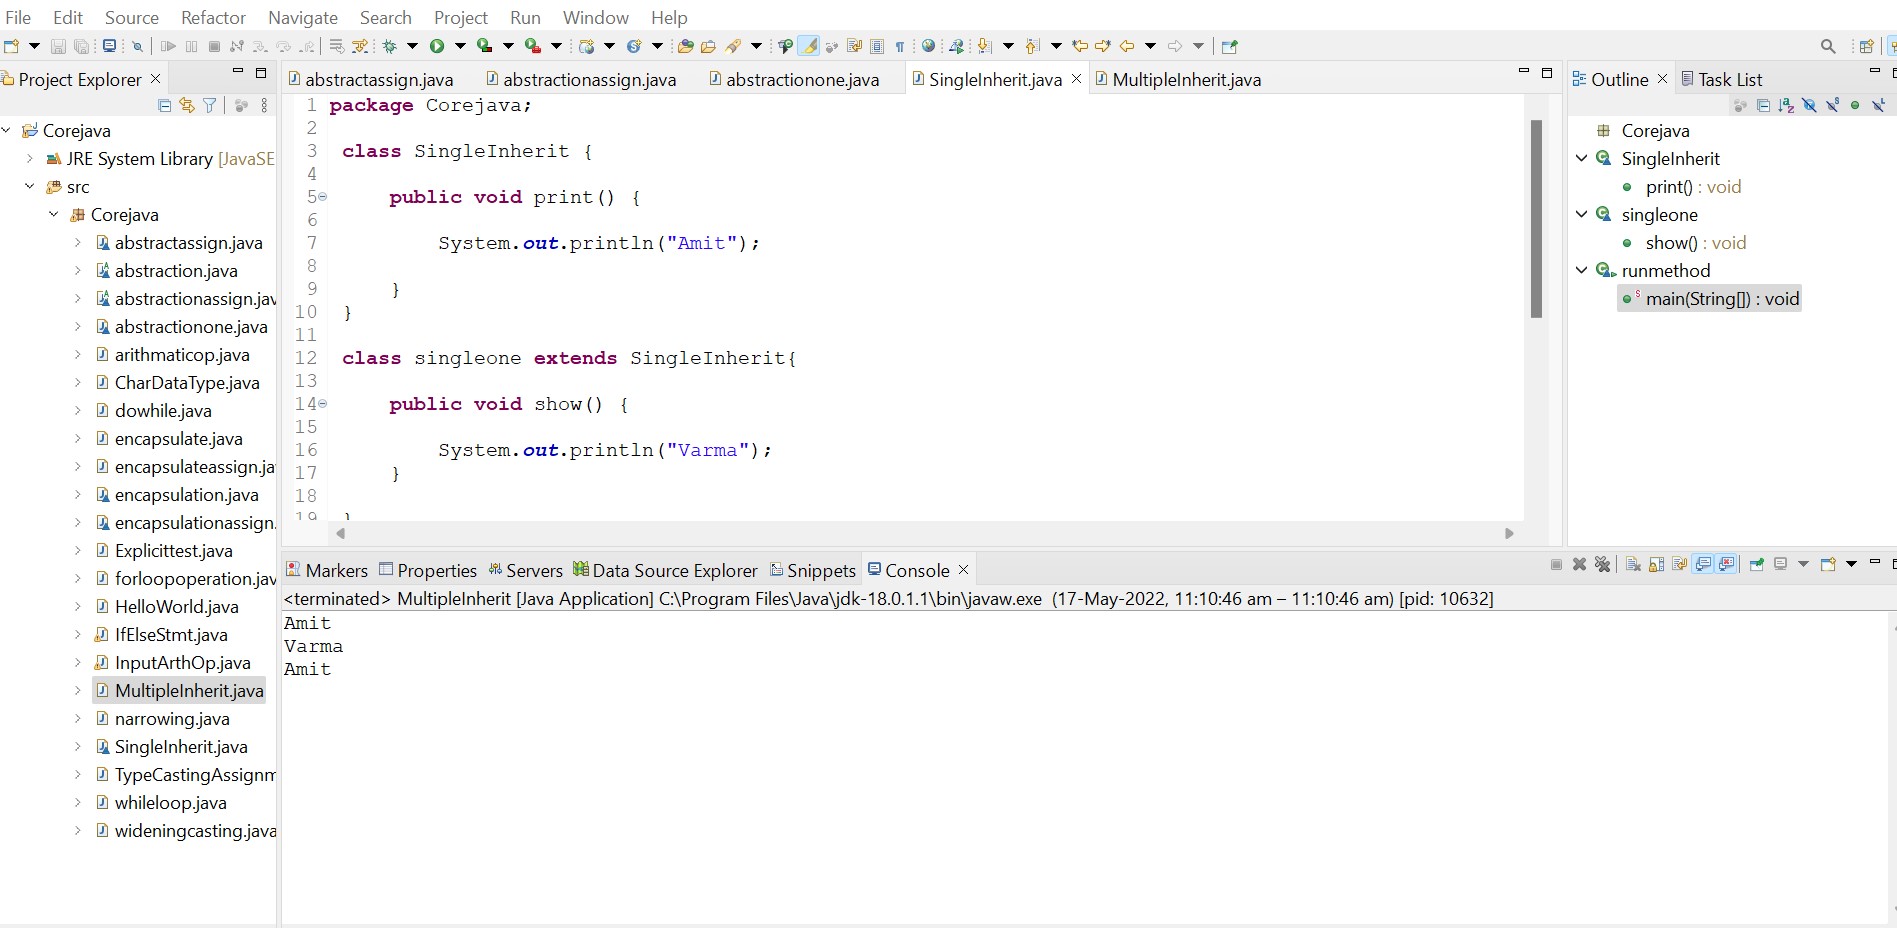 File Edit Source Refactor Navigate Search Project Run Window Help
Project Explorer
Corejava
JRE System Library [JavaSE
src
Corejava
abstractassign.java
abstraction.java
abstractionassign.jav
abstractionone.java
arithmaticop.java
CharDataType.java
dowhile.java
encapsulate.java
encapsulateassign.ja
encapsulation.java
encapsulationassign.
Explicittest.java
forloopoperation.jav
HelloWorld.java
IfElseStmt.java
InputArthOp.java
MultipleInherit.java
narrowing.java
SingleInherit.java
TypeCastingAssignm
whileloop.java
wideningcasting.java
abstractassign.java abstractionassign.java abstractionone.java SingleInherit.java MultipleInherit.java
1 package Corejava;
2
3 class SingleInherit {
4
5 public void print() {
6
7 System.out.println("Amit");
8
9 }
10 }
11
12 class singleone extends SingleInherit{
13
14 public void show() {
15
16 System.out.println("Varma");
17 }
18
19 }
Outline Task List
Corejava
SingleInherit
print() : void
singleone
show() : void
runmethod
main(String[]) : void
Markers Properties Servers Data Source Explorer Snippets Console
<terminated> MultipleInherit [Java Application] C:\Program Files\Java\jdk-18.0.1.1\bin\javaw.exe (17-May-2022, 11:10:46 am – 11:10:46 am) [pid: 10632]
Amit
Varma
Amit